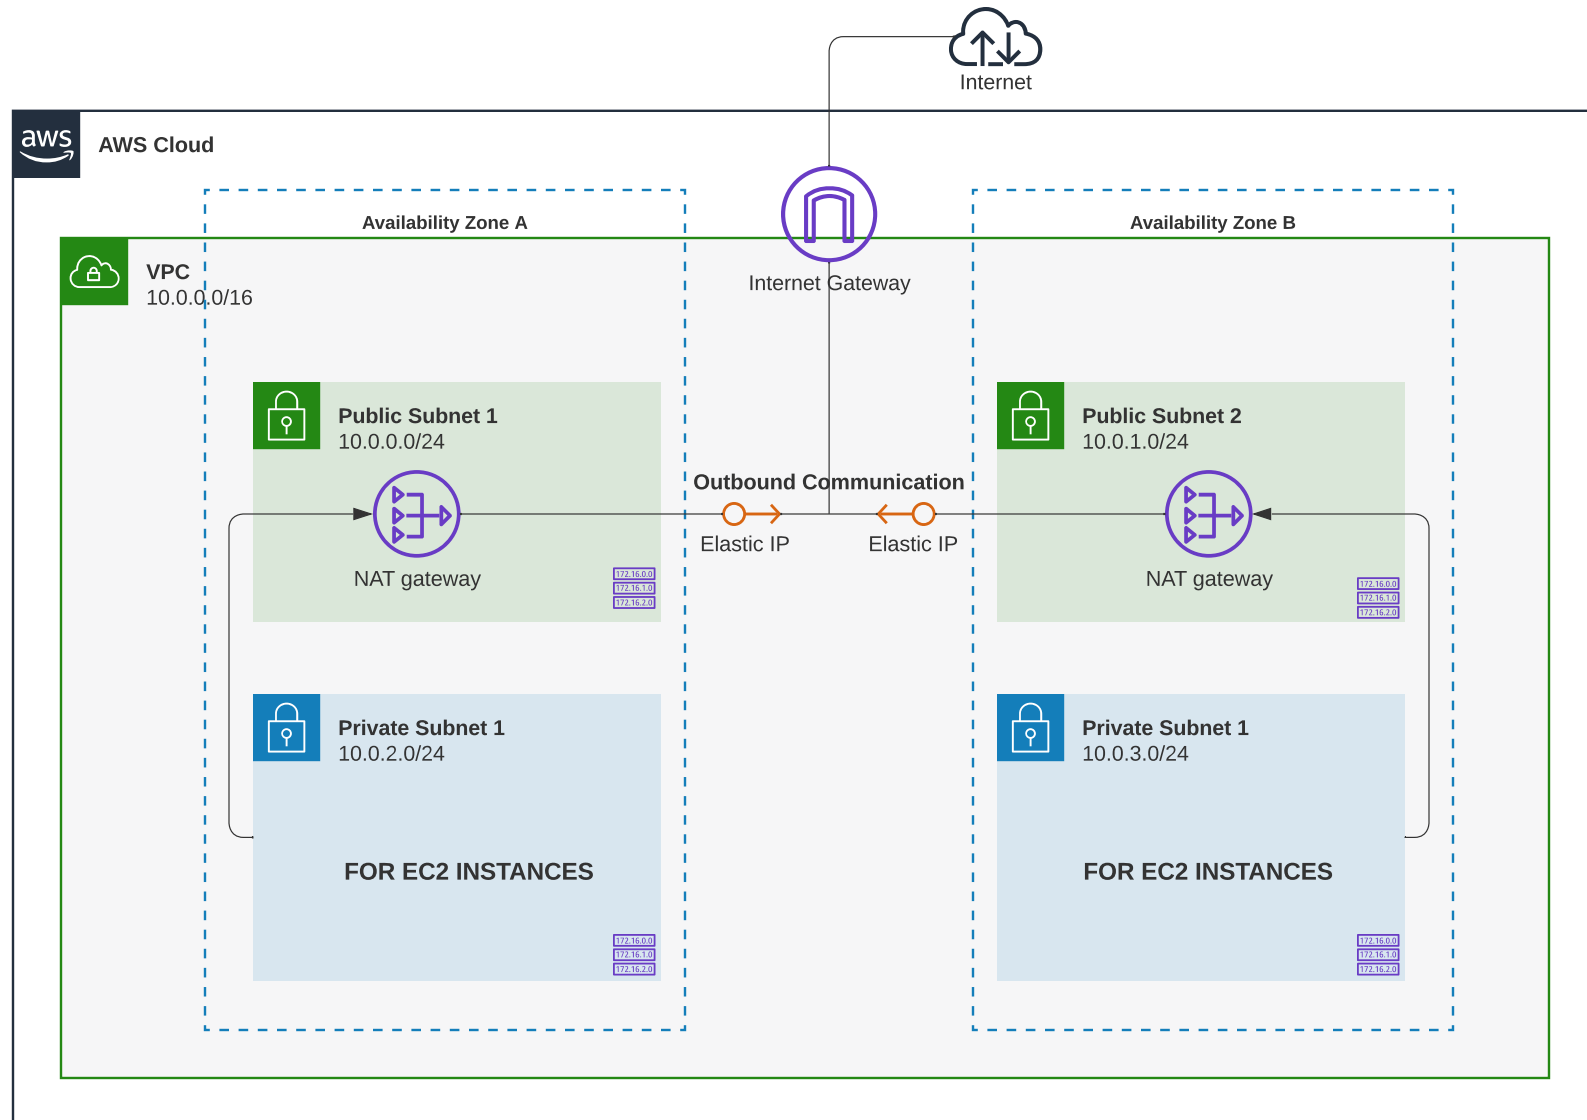 Internet
aws
AWS Cloud
Availability Zone A
Availability Zone B
VPC
10.0.0.0/16
Internet Gateway
Public Subnet 1
10.0.0.0/24
Public Subnet 2
10.0.1.0/24
Outbound Communication
Elastic IP
Elastic IP
NAT gateway
NAT gateway
172.16.0.0
172.16.1.0
172.16.2.0
172.16.0.0
172.16.1.0
172.16.2.0
Private Subnet 1
10.0.2.0/24
Private Subnet 1
10.0.3.0/24
FOR EC2 INSTANCES
FOR EC2 INSTANCES
172.16.0.0
172.16.1.0
172.16.2.0
172.16.0.0
172.16.1.0
172.16.2.0